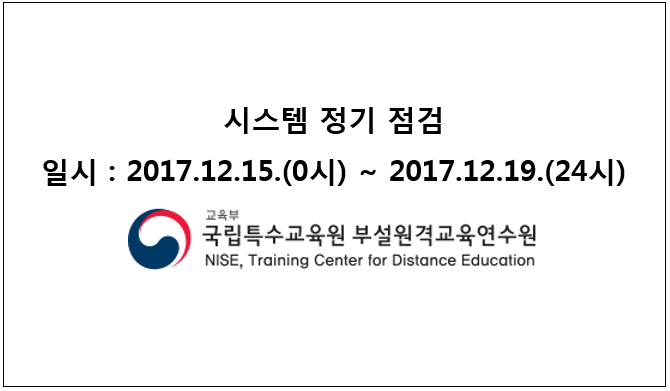 시스템 정기 점검
일시 : 2017.12.15.(0시) ~ 2017.12.19.(24시)
교육부
국립특수교육원 부설원격교육연수원
NISE, Training Center for Distance Education